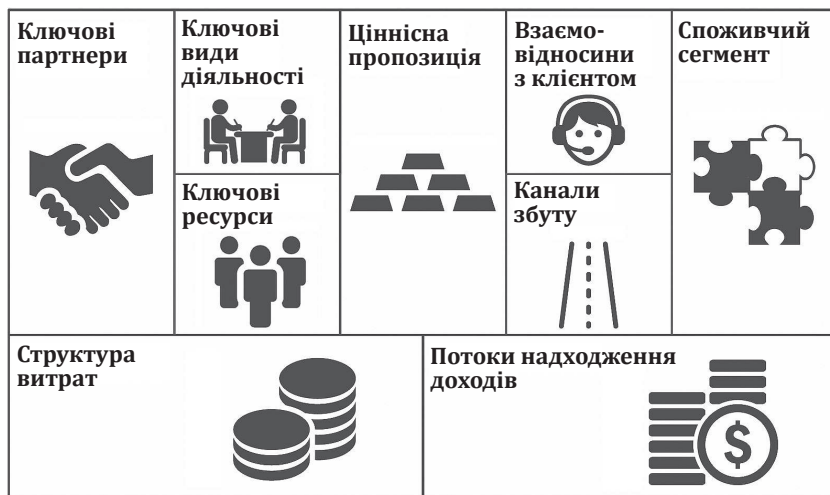 Ключові
партнери
Ключові
види
діяльності
Ключові
ресурси
Ціннісна
пропозиція
Взаємо-
відносини
з клієнтом
Канали
збуту
Споживчий
сегмент
Структура
витрат
Потоки надходження
доходів
$